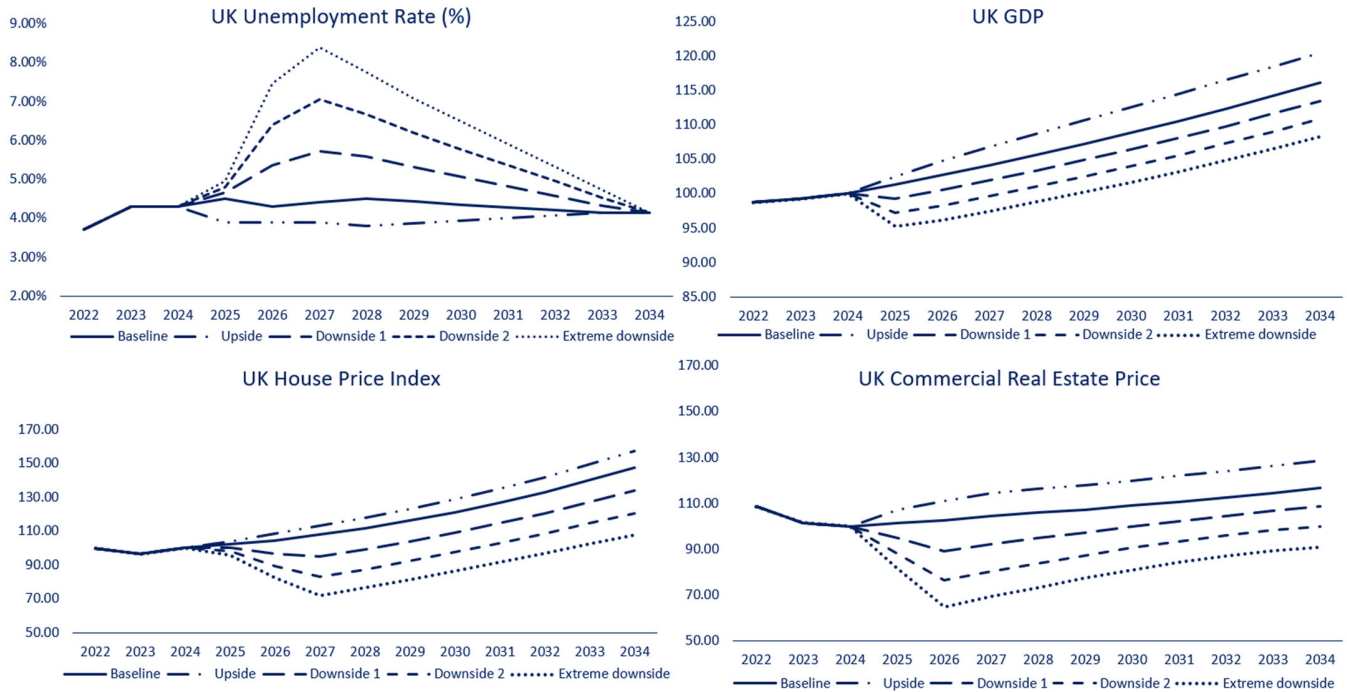 UK Unemployment Rate (%)
9.00%
8.00%
7.00%
6.00%
5.00%
4.00%
3.00%
2.00%
2022 2023 2024 2025 2026 2027 2028 2029 2030 2031 2032 2033 2034
Baseline Upside Downside 1 Downside 2 Extreme downside
UK GDP
125.00
120.00
115.00
110.00
105.00
100.00
95.00
90.00
85.00
2022 2023 2024 2025 2026 2027 2028 2029 2030 2031 2032 2033 2034
Baseline Upside Downside 1 Downside 2 Extreme downside
UK House Price Index
170.00
150.00
130.00
110.00
90.00
70.00
50.00
2022 2023 2024 2025 2026 2027 2028 2029 2030 2031 2032 2033 2034
Baseline Upside Downside 1 Downside 2 Extreme downside
UK Commercial Real Estate Price
170.00
150.00
130.00
110.00
90.00
70.00
50.00
2022 2023 2024 2025 2026 2027 2028 2029 2030 2031 2032 2033 2034
Baseline Upside Downside 1 Downside 2 Extreme downside